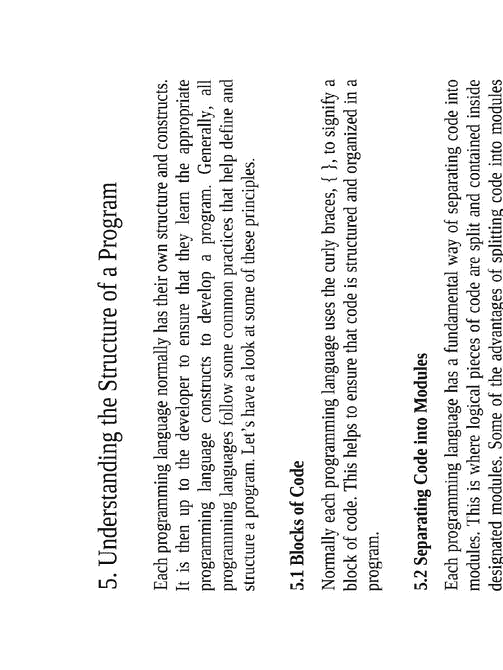 5. Understanding the Structure of a Program
Each programming language normally has their own structure and constructs.
It is then up to the developer to ensure that they learn the appropriate
programming language constructs to develop a program. Generally, all
programming languages follow some common practices that help define and
structure a program. Let's have a look at some of these principles.
5.1 Blocks of Code
Normally each programming language uses the curly braces, { }, to signify a
block of code. This helps to ensure that code is structured and organized in a
program.
5.2 Separating Code into Modules
Each programming language has a fundamental way of separating code into
modules. This is where logical pieces of code are split and contained inside
designated modules. Some of the advantages of splitting code into modules